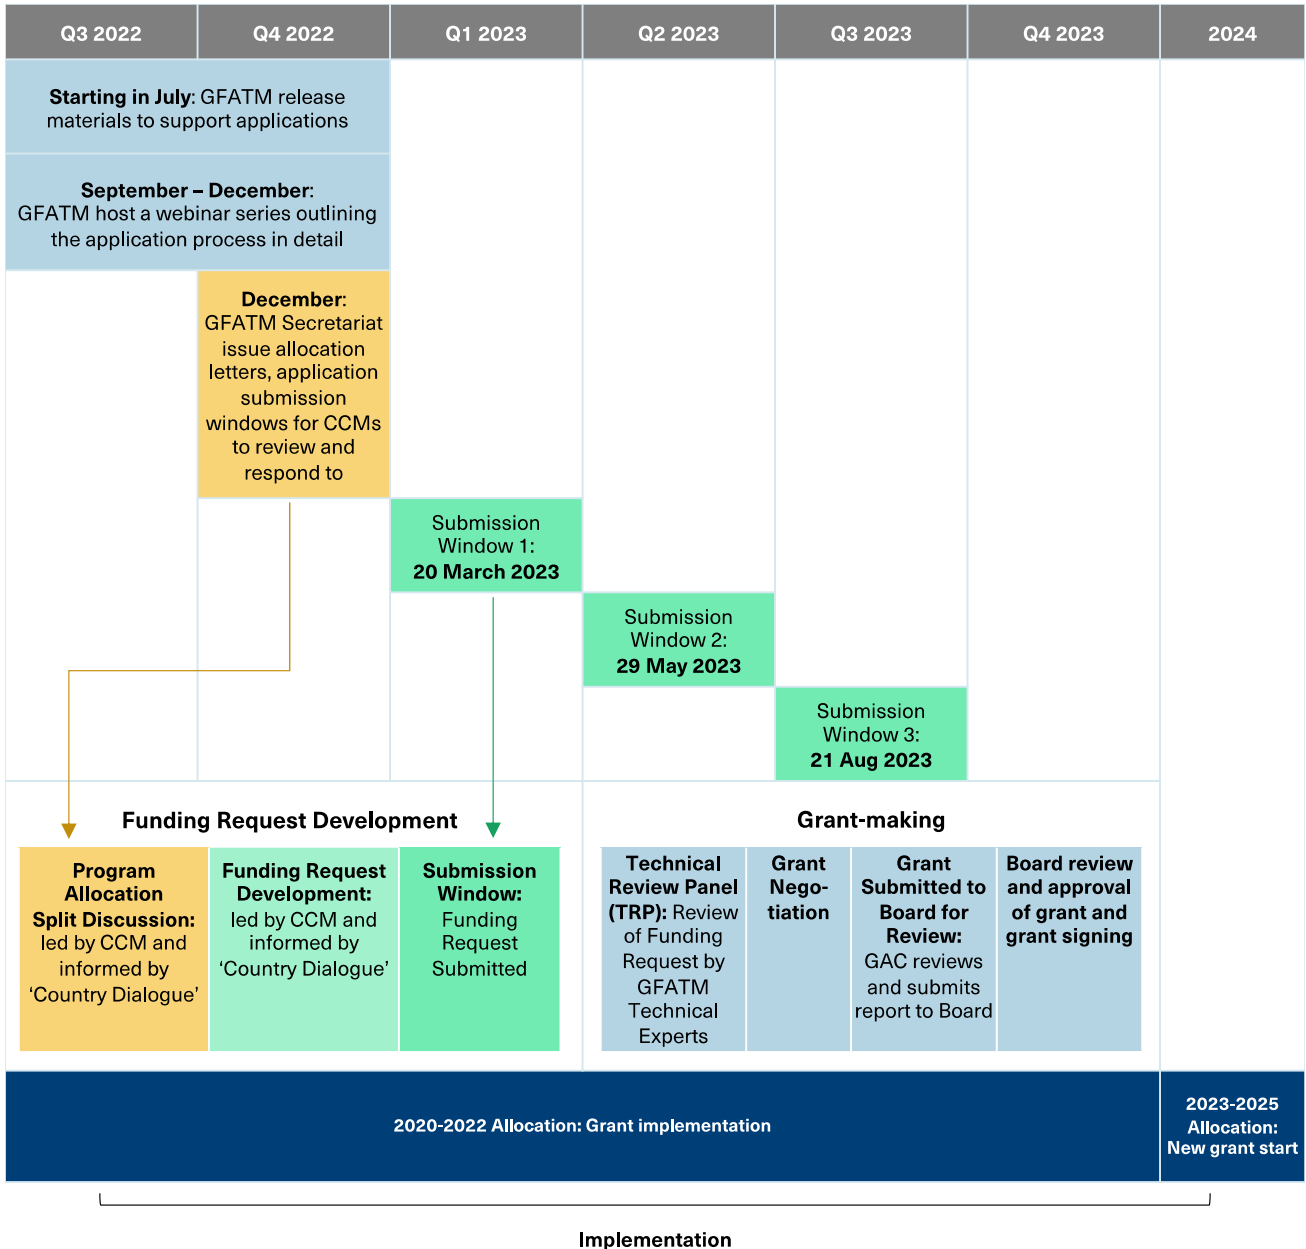 Q3 2022
Q4 2022
Q1 2023
Q2 2023
Q3 2023
Q4 2023
2024
Starting in July: GFATM release
materials to support applications
September – December:
GFATM host a webinar series outlining
the application process in detail
December:
GFATM Secretariat
issue allocation
letters, application
submission
windows for CCMs
to review and
respond to
Submission
Window 1:
20 March 2023
Submission
Window 2:
29 May 2023
Submission
Window 3:
21 Aug 2023
Funding Request Development
Program
Allocation
Split Discussion:
led by CCM and
informed by
‘Country Dialogue’
Funding Request
Development:
led by CCM and
informed by
‘Country Dialogue’
Submission
Window:
Funding
Request
Submitted
Grant-making
Technical
Review Panel
(TRP): Review
of Funding
Request by
GFATM
Technical
Experts
Grant
Nego-
tiation
Grant
Submitted to
Board for
Review:
GAC reviews
and submits
report to Board
Board review
and approval
of grant and
grant signing
2020-2022 Allocation: Grant implementation
2023-2025
Allocation:
New grant start
Implementation